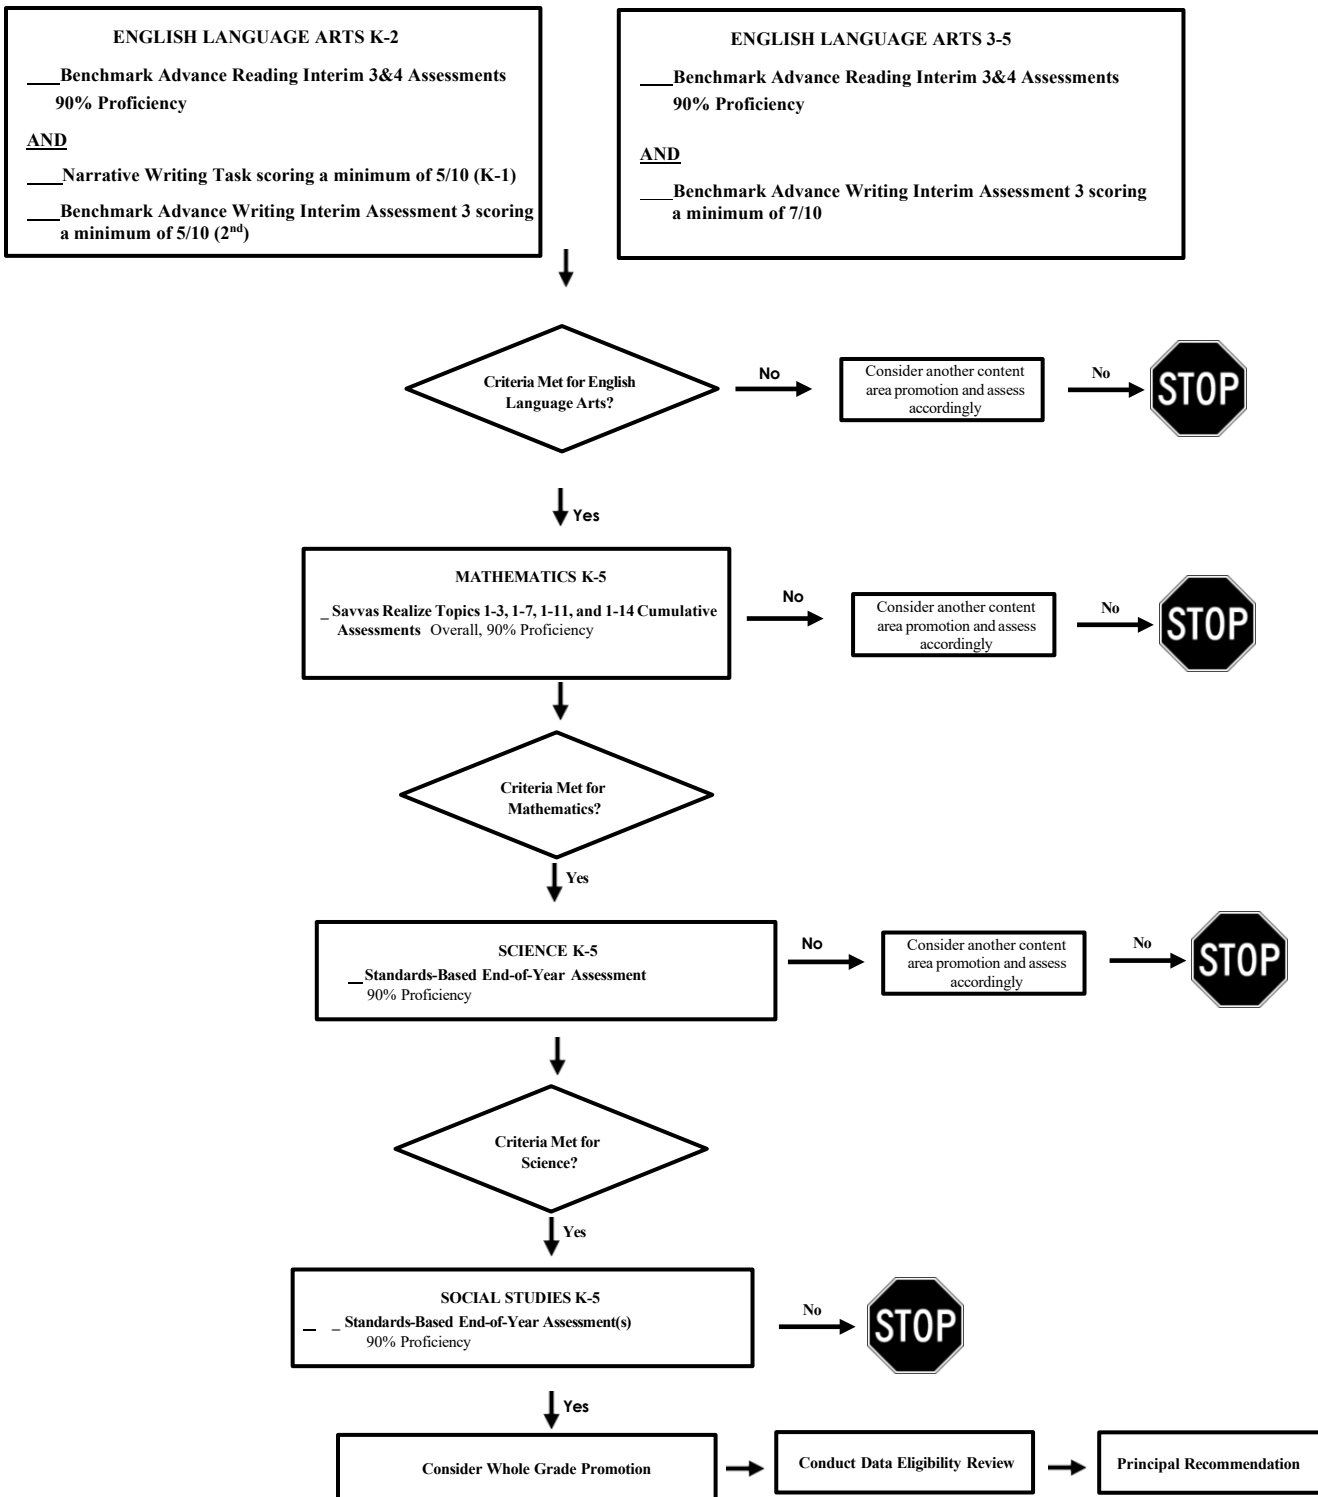 ENGLISH LANGUAGE ARTS K-2
___Benchmark Advance Reading Interim 3&4 Assessments
90% Proficiency
AND
___Narrative Writing Task scoring a minimum of 5/10 (K-1)
___Benchmark Advance Writing Interim Assessment 3 scoring
a minimum of 5/10 (2nd)
ENGLISH LANGUAGE ARTS 3-5
___Benchmark Advance Reading Interim 3&4 Assessments
90% Proficiency
AND
___Benchmark Advance Writing Interim Assessment 3 scoring
a minimum of 7/10
Criteria Met for English
Language Arts?
No
Consider another content
area promotion and assess
accordingly
No
STOP
Yes
MATHEMATICS K-5
_ Savvas Realize Topics 1-3, 1-7, 1-11, and 1-14 Cumulative
Assessments Overall, 90% Proficiency
No
Consider another content
area promotion and assess
accordingly
No
STOP
Criteria Met for
Mathematics?
Yes
SCIENCE K-5
__Standards-Based End-of-Year Assessment
90% Proficiency
No
Consider another content
area promotion and assess
accordingly
No
STOP
Criteria Met for
Science?
Yes
SOCIAL STUDIES K-5
_ _ Standards-Based End-of-Year Assessment(s)
90% Proficiency
No
STOP
Yes
Consider Whole Grade Promotion
Conduct Data Eligibility Review
Principal Recommendation